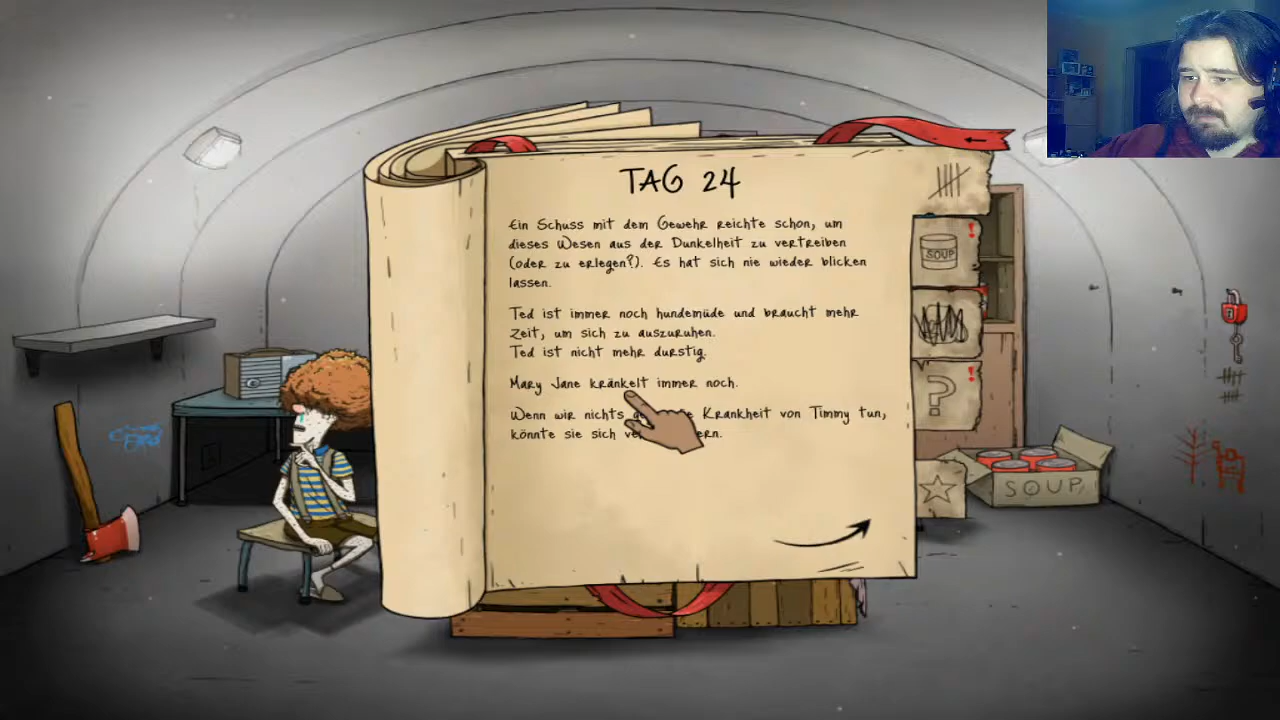 TAG 24
Ein Schuss mit dem Gewehr reichte schon, um
dieses Wesen aus der Dunkelheit zu vertreiben
(oder zu erlegen?). Es hat sich nie wieder blicken
lassen.
Ted ist immer noch hundemüde und braucht mehr
Zeit, um sich zu auszuruhen.
Ted ist nicht mehr durstig.
Mary Jane kränkelt immer noch.
Wenn wir nichts Krankheit von Timmy tun,
könnte sie sich
SOUP
!
?
!
SOUP